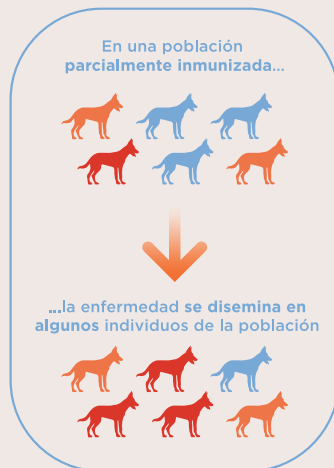 En una población
parcialmente inmunizada...
...la enfermedad se disemina en
algunos individuos de la población